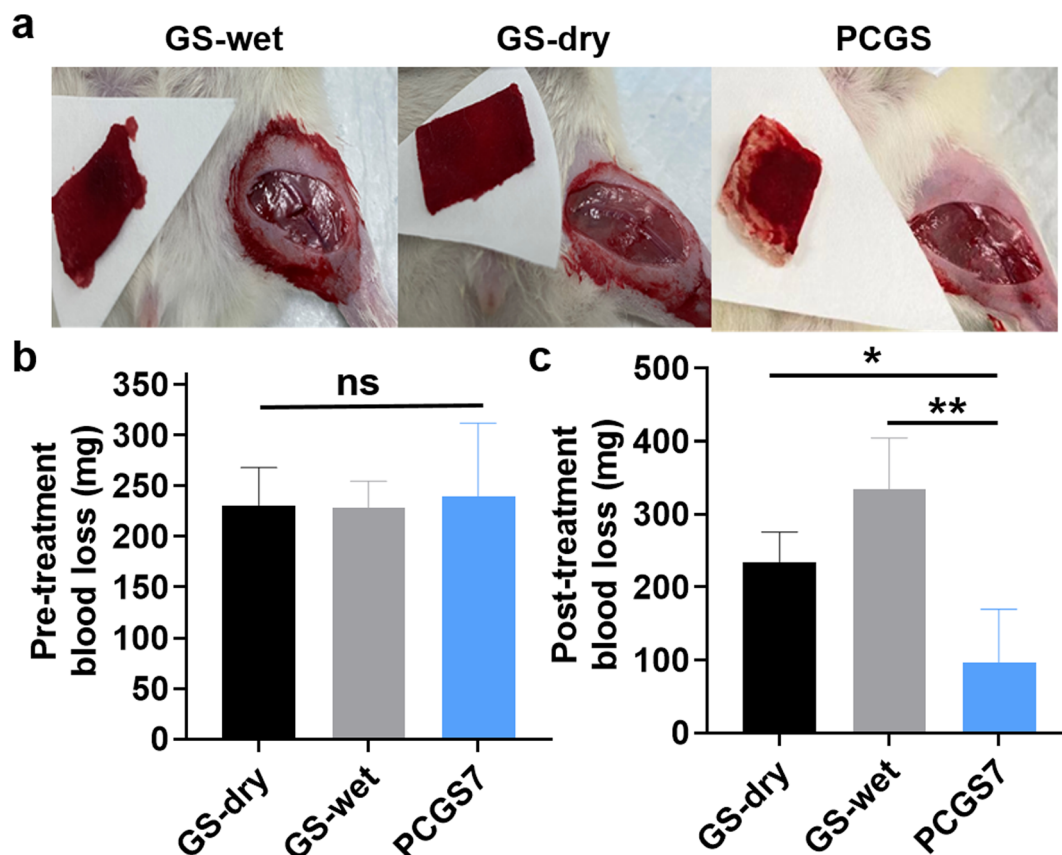 a
GS-wet GS-dry PCGS
b
Pre-treatment
blood loss (mg)
350
300
250
200
150
100
50
0
ns
GS-dry GS-wet PCGS7
c
Post-treatment
blood loss (mg)
500
400
300
200
100
0
*
**
GS-dry GS-wet PCGS7